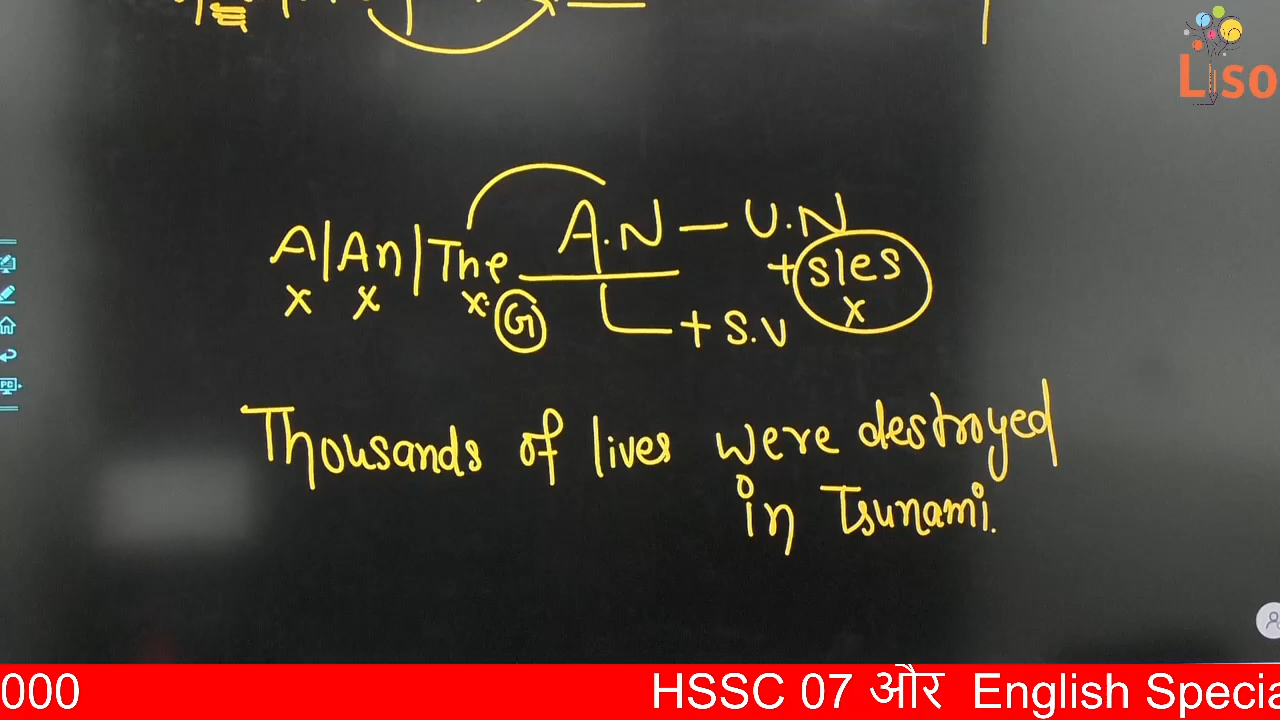 Liso
A.N - U.N
A|An|The
+ s|es
x x x. G x
+ S.V
Thousands of lives were destroyed
in Tsunami.
000 HSSC 07 और English Specia